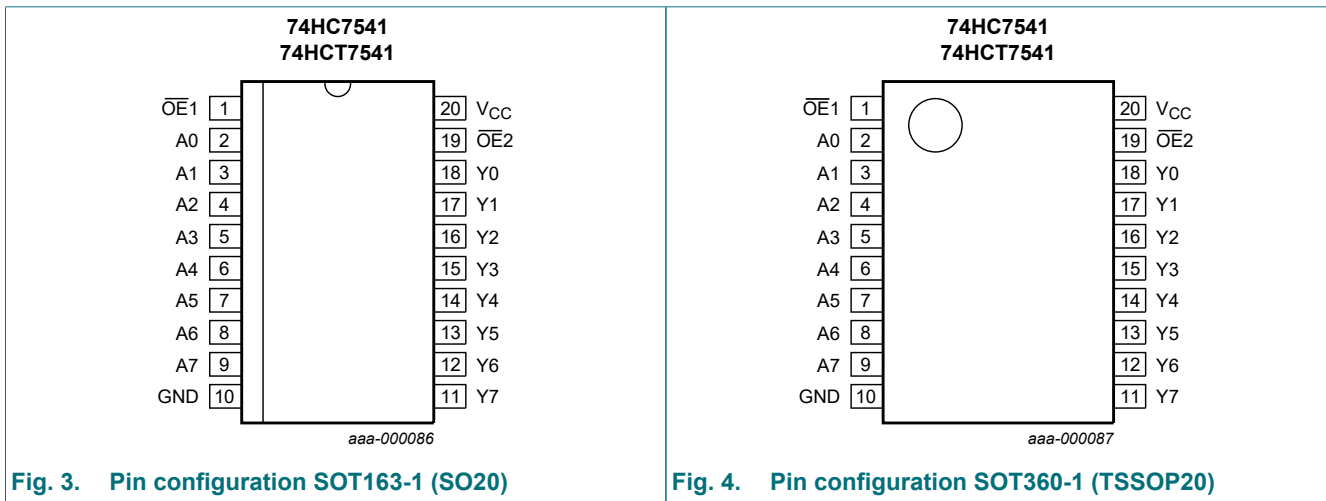 74HC7541
74HCT7541
O̅E̅1 1 20 VCC
A0 2 19 O̅E̅2
A1 3 18 Y0
A2 4 17 Y1
A3 5 16 Y2
A4 6 15 Y3
A5 7 14 Y4
A6 8 13 Y5
A7 9 12 Y6
GND 10 11 Y7
aaa-000086
Fig. 3. Pin configuration SOT163-1 (SO20)
74HC7541
74HCT7541
O̅E̅1 1 20 VCC
A0 2 19 O̅E̅2
A1 3 18 Y0
A2 4 17 Y1
A3 5 16 Y2
A4 6 15 Y3
A5 7 14 Y4
A6 8 13 Y5
A7 9 12 Y6
GND 10 11 Y7
aaa-000087
Fig. 4. Pin configuration SOT360-1 (TSSOP20)